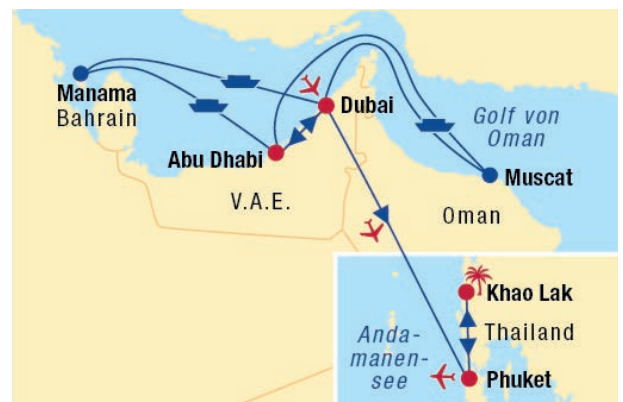 Manama
Bahrain
Dubai
Abu Dhabi
V.A.E.
Golf von
Oman
Muscat
Oman
Khao Lak
Thailand
Anda-
manen-
see
Phuket